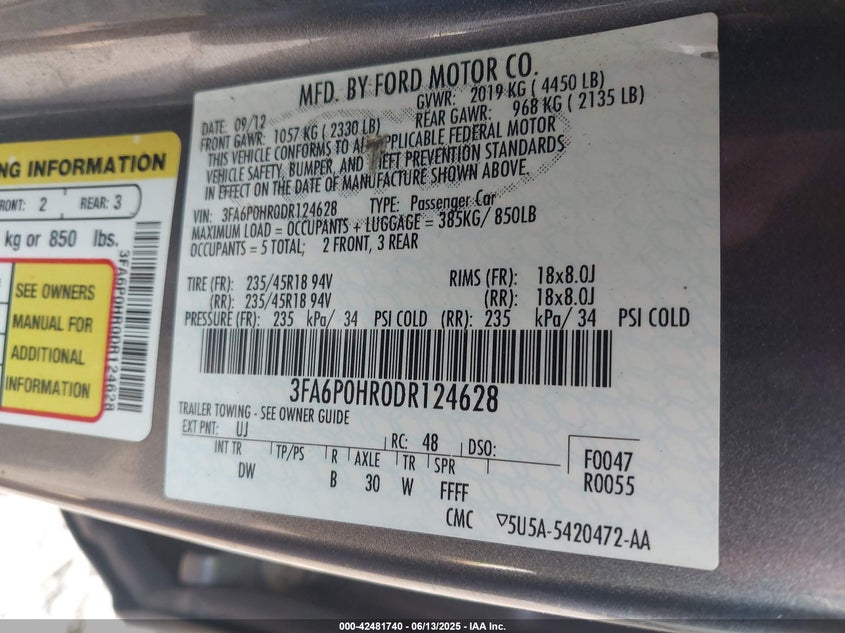 MFD. BY FORD MOTOR CO.
DATE: 09/12 GVWR: 2019 KG ( 4450 LB)
FRONT GAWR: 1057 KG ( 2330 LB) REAR GAWR: 968 KG ( 2135 LB)
THIS VEHICLE CONFORMS TO ALL APPLICABLE FEDERAL MOTOR
VEHICLE SAFETY, BUMPER, AND THEFT PREVENTION STANDARDS
IN EFFECT ON THE DATE OF MANUFACTURE SHOWN ABOVE.
VIN: 3FA6P0HR0DR124628 TYPE: Passenger Car
MAXIMUM LOAD = OCCUPANTS + LUGGAGE = 385KG/ 850LB
OCCUPANTS = 5 TOTAL; 2 FRONT, 3 REAR
TIRE (FR): 235/45R18 94V RIMS (FR): 18x8.0J
(RR): 235/45R18 94V (RR): 18x8.0J
PRESSURE (FR): 235 kPa/ 34 PSI COLD (RR): 235 kPa/ 34 PSI COLD
3FA6P0HR0DR124628
TRAILER TOWING - SEE OWNER GUIDE
EXT PNT: UJ RC: 48 DSO:
INT TR TP/PS R AXLE TR SPR
DW B 30 W FFFF
F0047
R0055
CMC 5U5A-5420472-AA
NG INFORMATION
FRONT: 2 REAR: 3
kg or 850 lbs.
SEE OWNERS
MANUAL FOR
ADDITIONAL
INFORMATION
3FA6P0HR0DR124628
000-42481740 - 06/13/2025 - IAA Inc.